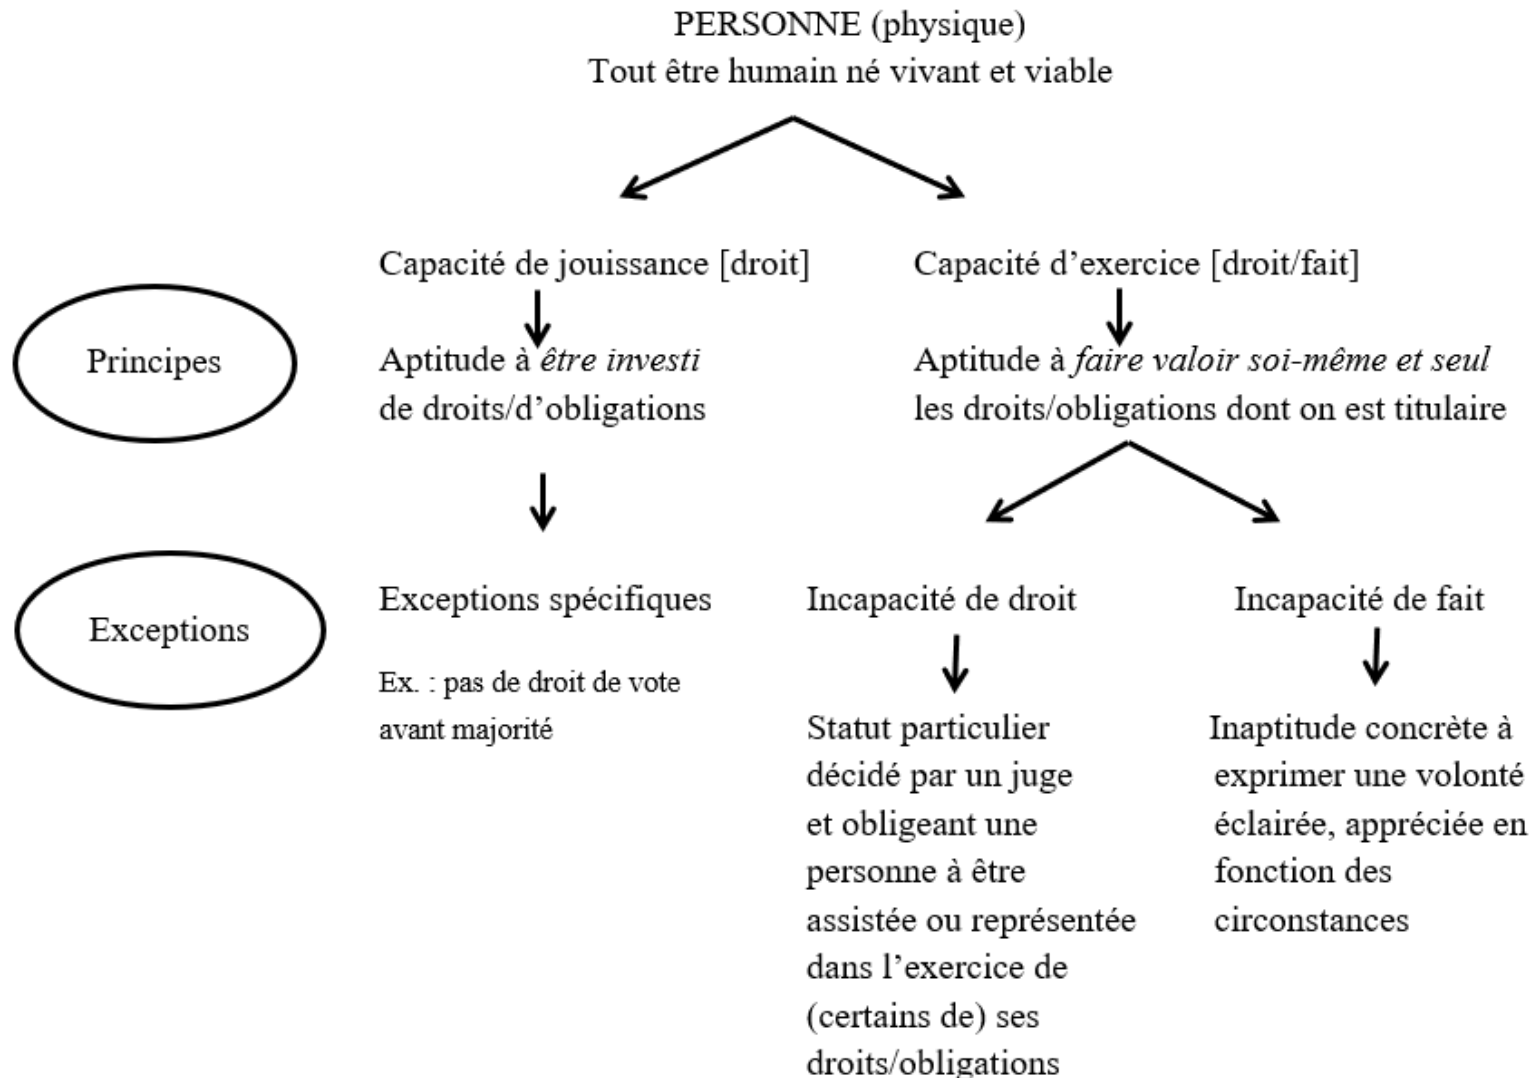 PERSONNE (physique)
Tout être humain né vivant et viable
Capacité de jouissance [droit]
Capacité d’exercice [droit/fait]
Principes
Aptitude à être investi
de droits/d’obligations
Aptitude à faire valoir soi-même et seul
les droits/obligations dont on est titulaire
Exceptions
Exceptions spécifiques
Ex. : pas de droit de vote
avant majorité
Incapacité de droit
Statut particulier
décidé par un juge
et obligeant une
personne à être
assistée ou représentée
dans l’exercice de
(certains de) ses
droits/obligations
Incapacité de fait
Inaptitude concrète à
exprimer une volonté
éclairée, appréciée en
fonction des
circonstances